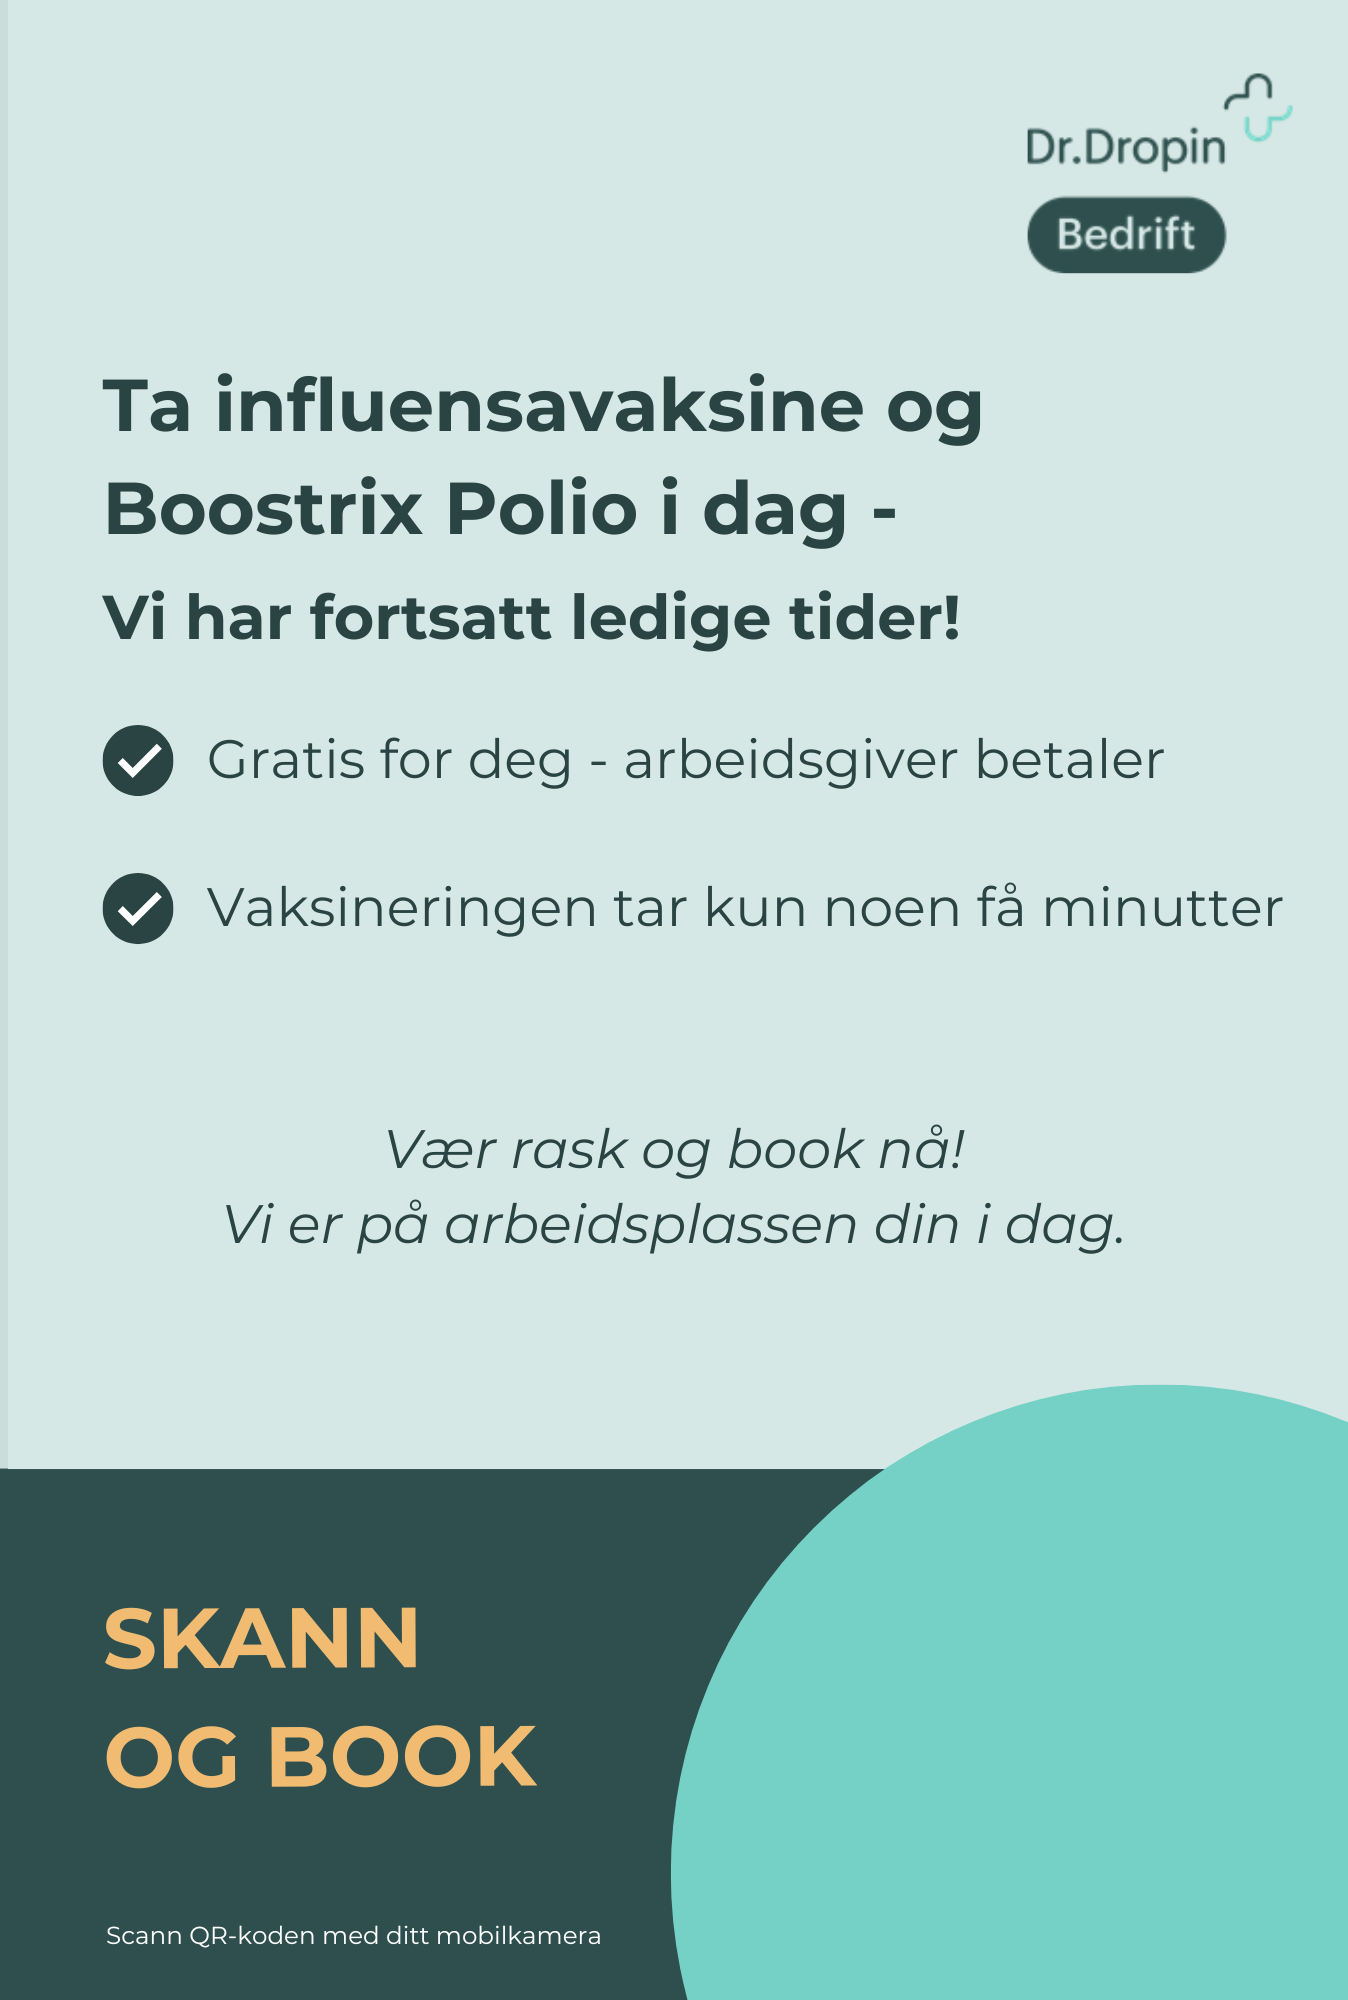 Dr.Dropin
Bedrift
Ta influensavaksine og
Boostrix Polio i dag -
Vi har fortsatt ledige tider!
Gratis for deg - arbeidsgiver betaler
Vaksineringen tar kun noen få minutter
Vær rask og book nå!
Vi er på arbeidsplassen din i dag.
SKANN
OG BOOK
Scann QR-koden med ditt mobilkamera